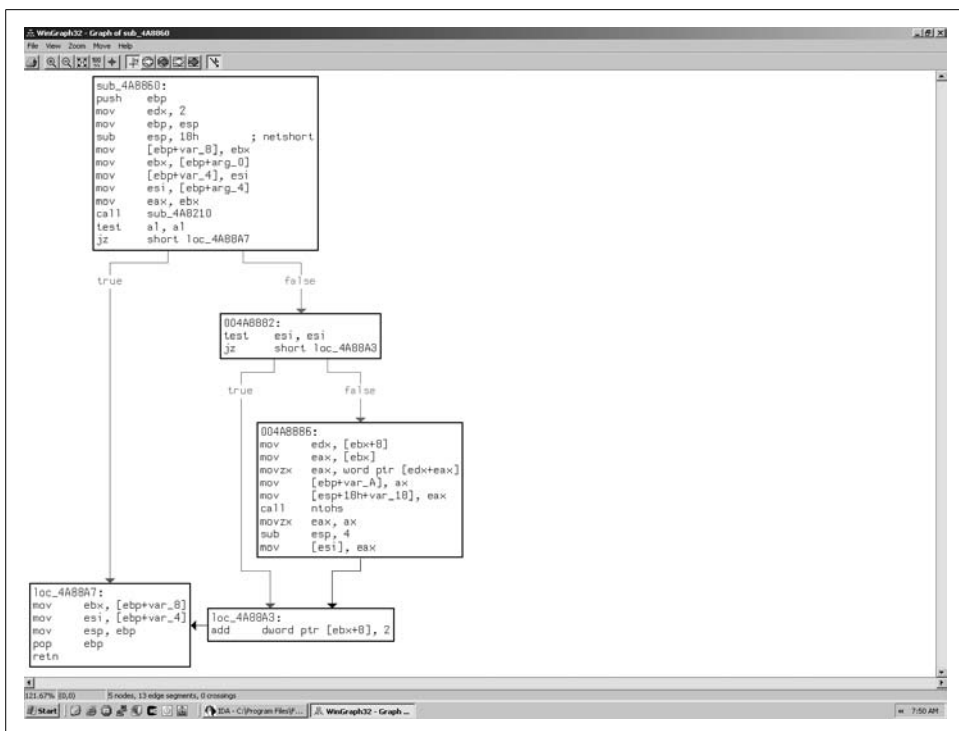 WinGraph32 - Graph of sub_4A8860
File View Zoom Move Help
sub_4A8860:
push ebp
mov edx, 2
mov ebp, esp
sub esp, 18h ; netshort
mov [ebp+var_8], ebx
mov ebx, [ebp+arg_0]
mov [ebp+var_4], esi
mov esi, [ebp+arg_4]
mov eax, ebx
call sub_4A8210
test al, al
jz short loc_4A88A7
true
false
004A8882:
test esi, esi
jz short loc_4A88A3
true
false
004A8886:
mov edx, [ebx+8]
mov eax, [ebx]
movzx eax, word ptr [edx+eax]
mov [ebp+var_A], ax
mov [esp+18h+var_18], eax
call ntohs
movzx eax, ax
sub esp, 4
mov [esi], eax
loc_4A88A7:
mov ebx, [ebp+var_8]
mov esi, [ebp+var_4]
mov esp, ebp
pop ebp
retn
loc_4A88A3:
add dword ptr [ebx+8], 2
121.67% (0,0) 5 nodes, 13 edge segments, 0 crossings
Start
IDA - C:\Program Files\F...
WinGraph32 - Graph ...
7:50 AM